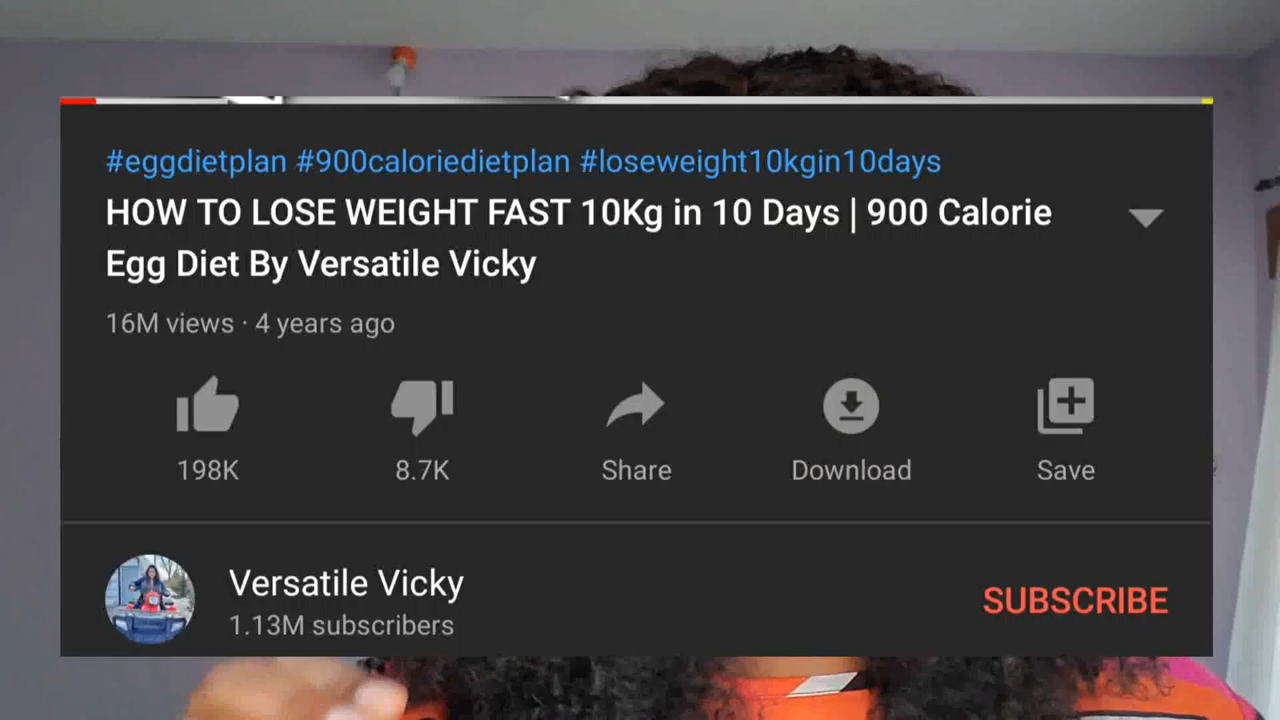 #eggdietplan #900caloriedietplan #loseweight10kgin10days
HOW TO LOSE WEIGHT FAST 10Kg in 10 Days | 900 Calorie
Egg Diet By Versatile Vicky
16M views · 4 years ago
198K
8.7K
Share
Download
Save
Versatile Vicky
1.13M subscribers
SUBSCRIBE